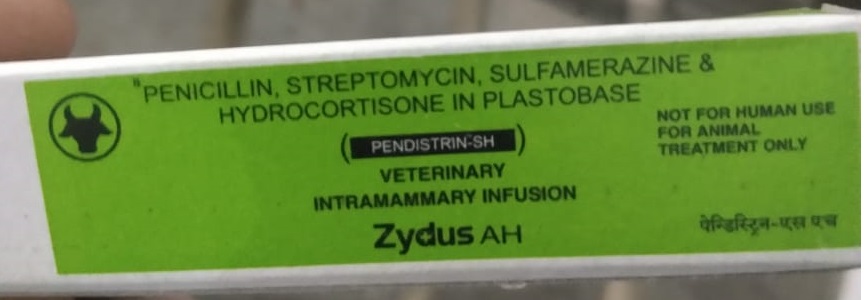 "PENICILLIN, STREPTOMYCIN, SULFAMERAZINE &
HYDROCORTISONE IN PLASTOBASE
(PENDISTRIN-SH)
VETERINARY
INTRAMAMMARY INFUSION
Zydus AH
NOT FOR HUMAN USE
FOR ANIMAL
TREATMENT ONLY
पेन्डिस्ट्रिन-एस एच